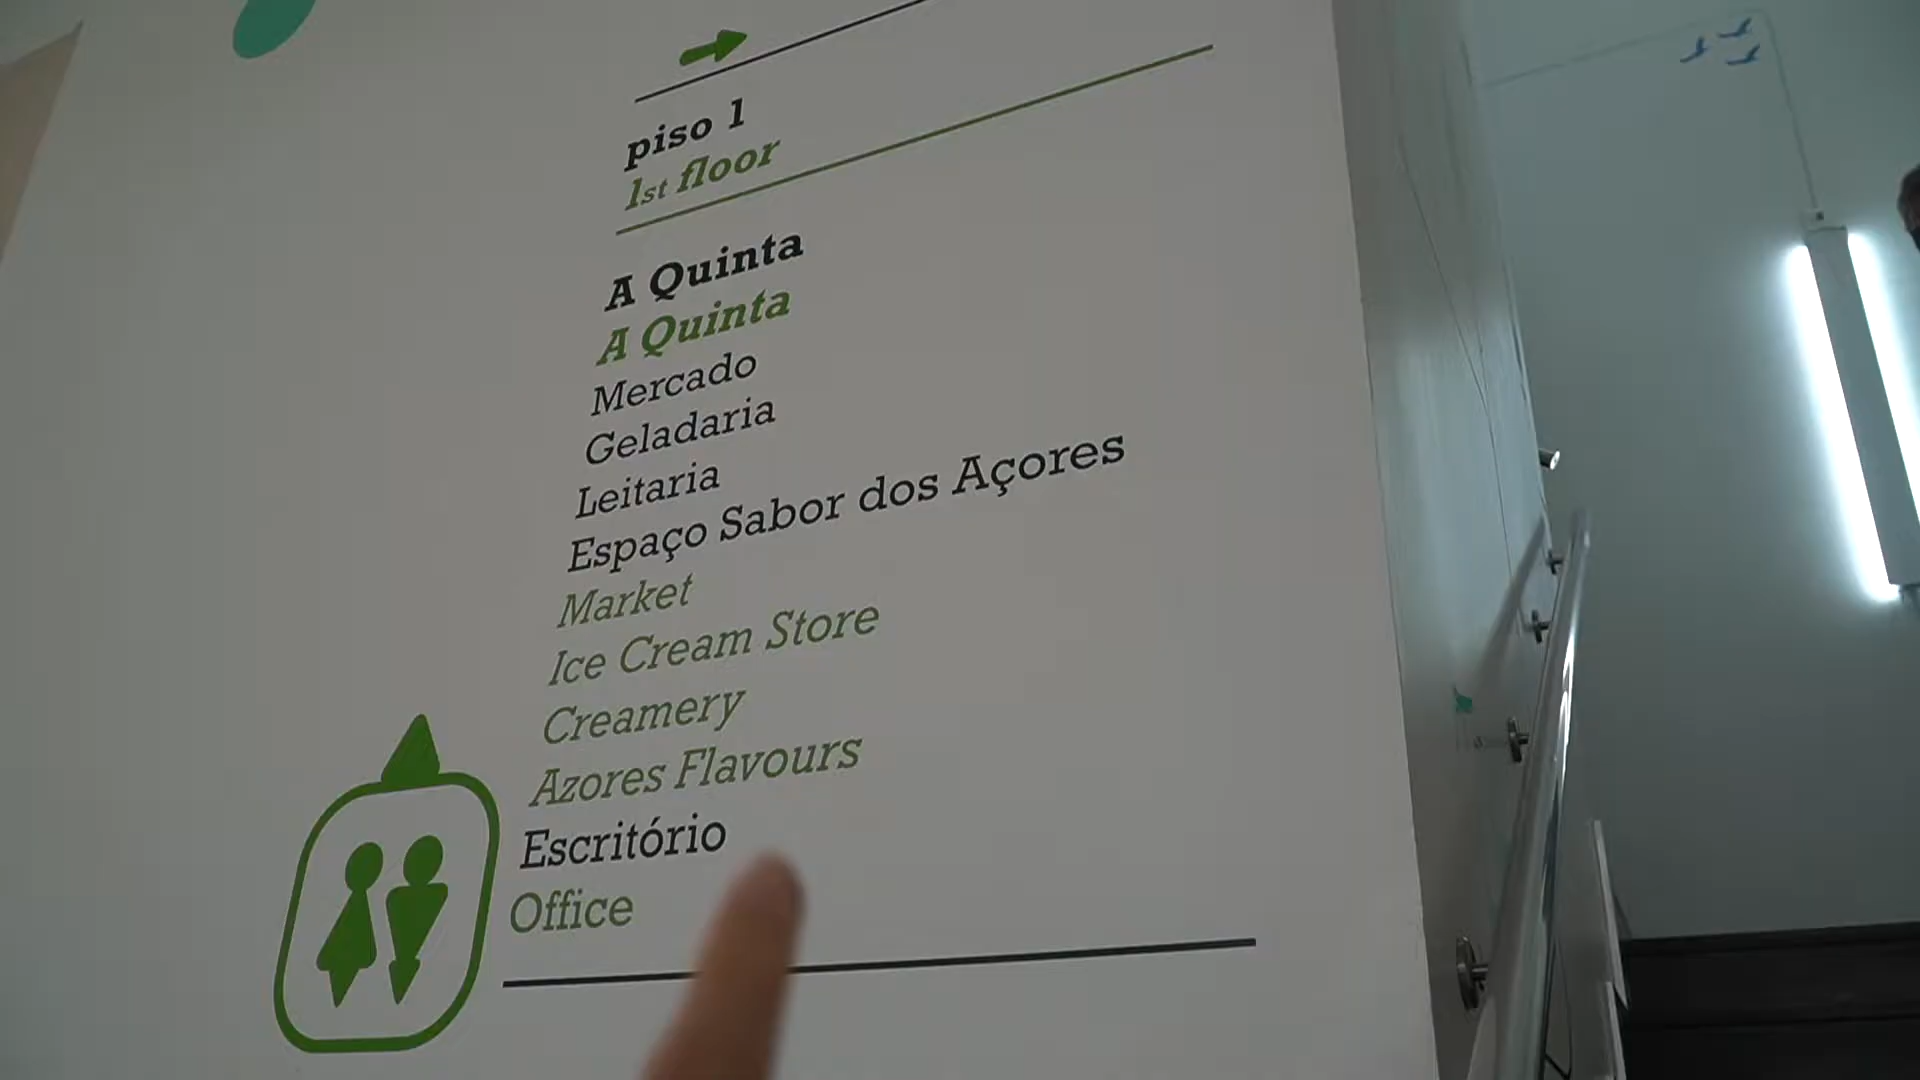 piso 1
1st floor
A Quinta
A Quinta
Mercado
Geladaria
Leitaria
Espaço Sabor dos Açores
Market
Ice Cream Store
Creamery
Azores Flavours
Escritório
Office